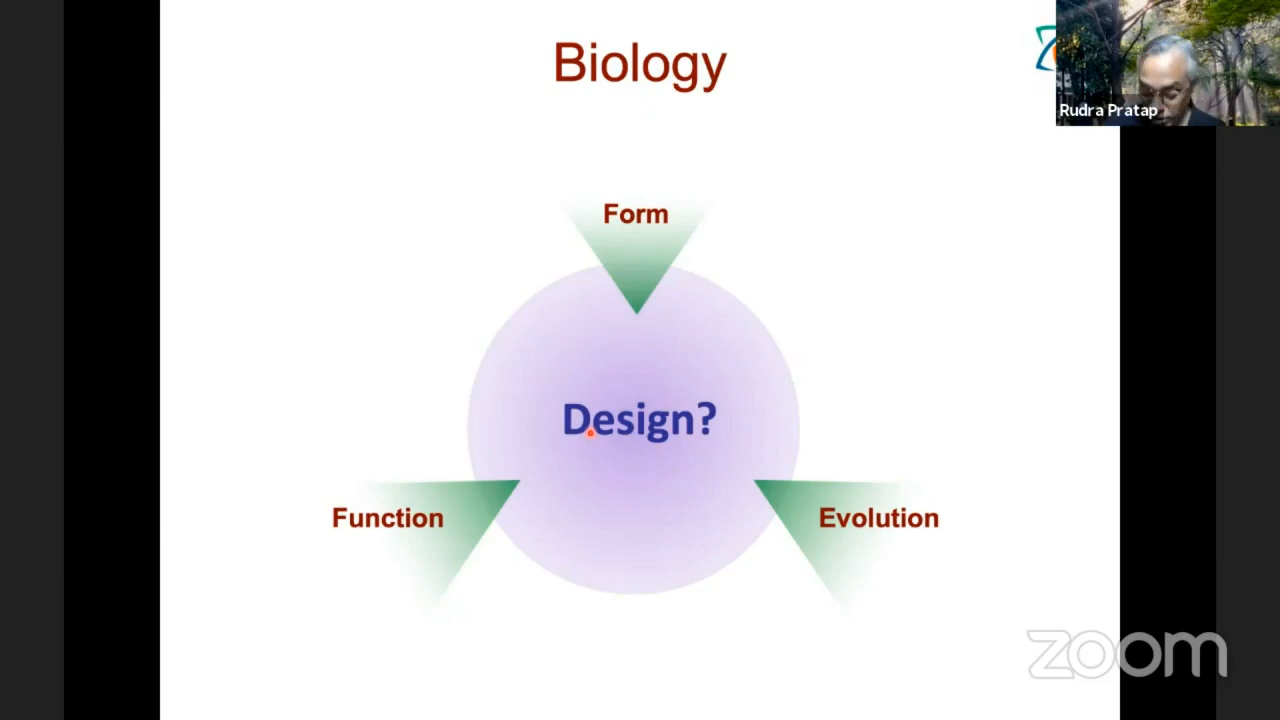 Biology
Rudra Pratap
Form
Design?
Function
Evolution
zoom